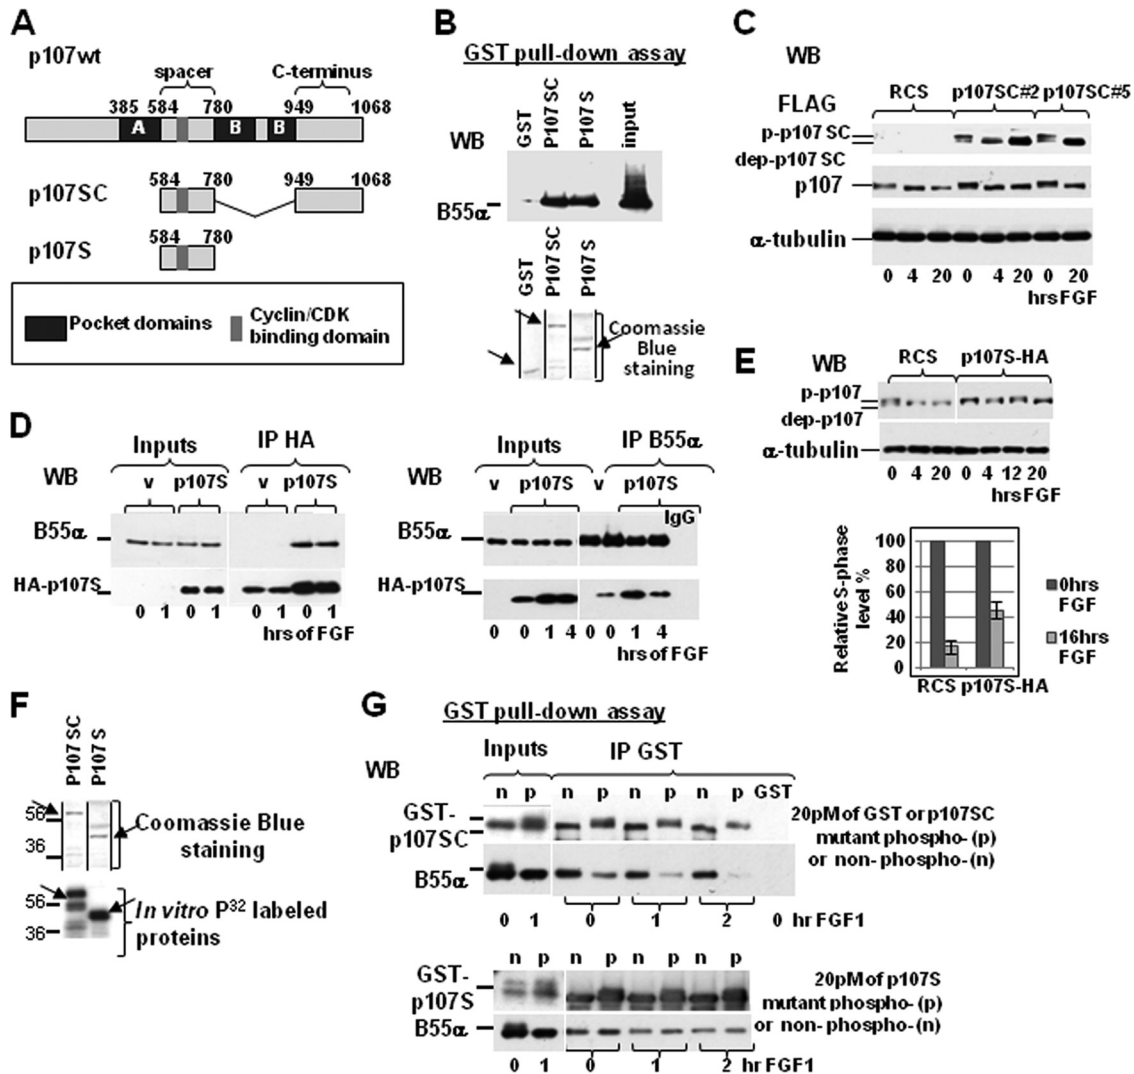 A
p107wt
spacer
C-terminus
385 584 780 949 1068
A B B
p107SC
584 780 949 1068
p107S
584 780
Pocket domains
Cyclin/CDK
binding domain
B
GST pull-down assay
WB
GST
P107 SC
P107 S
input
B55α
GST
P107 SC
P107 S
Coomassie
Blue
staining
C
WB
RCS p107SC#2 p107SC#5
FLAG
p-p107 SC
dep-p107 SC
p107
α-tubulin
0 4 20 0 4 20 0 20
hrs FGF
D
Inputs IP HA
WB
v p107S v p107S
B55α
HA-p107S
0 1 0 1 0 1 0 1
hrs of FGF
Inputs IP B55α
WB
v p107S v p107S
IgG
B55α
HA-p107S
0 0 1 4 0 0 1 4
hrs of FGF
E
WB
RCS p107S-HA
p-p107
dep-p107
α-tubulin
0 4 20 0 4 12 20
hrs FGF
Relative S-phase
level %
100
80
60
40
20
0
RCS p107S-HA
0hrs
FGF
16hrs
FGF
F
P107 SC
P107 S
56
36
Coomassie Blue
staining
56
36
In vitro P32 labeled
proteins
G
GST pull-down assay
Inputs IP GST
WB
n p n p n p n p GST
GST-
p107SC
B55α
20pM of GST or p107SC
mutant phospho- (p)
or non- phospho- (n)
0 1 0 1 2 0 hr FGF1
n p n p n p n p
GST-
p107S
B55α
20pM of p107S
mutant phospho- (p)
or non- phospho- (n)
0 1 0 1 2 hr FGF1